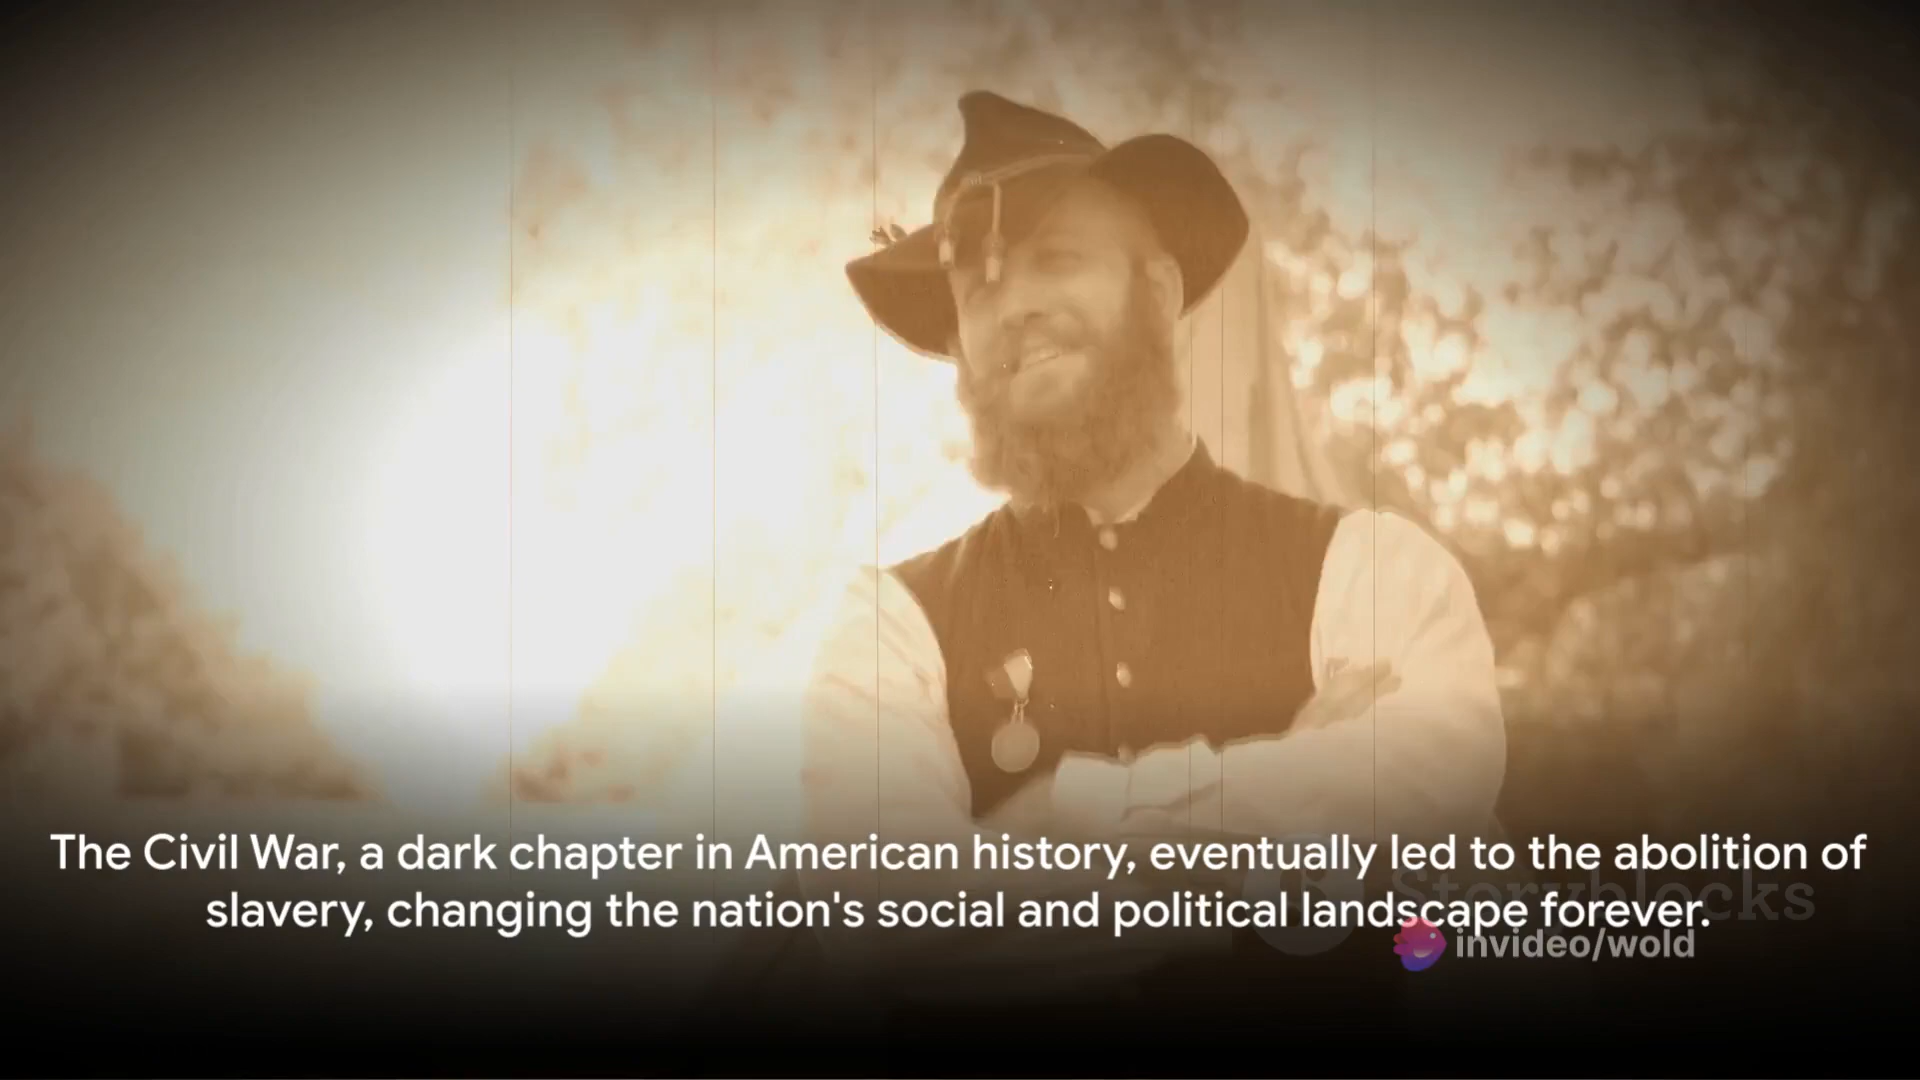 The Civil War, a dark chapter in American history, eventually led to the abolition of
slavery, changing the nation's social and political landscape forever.
Storyblocks
invideo/wold